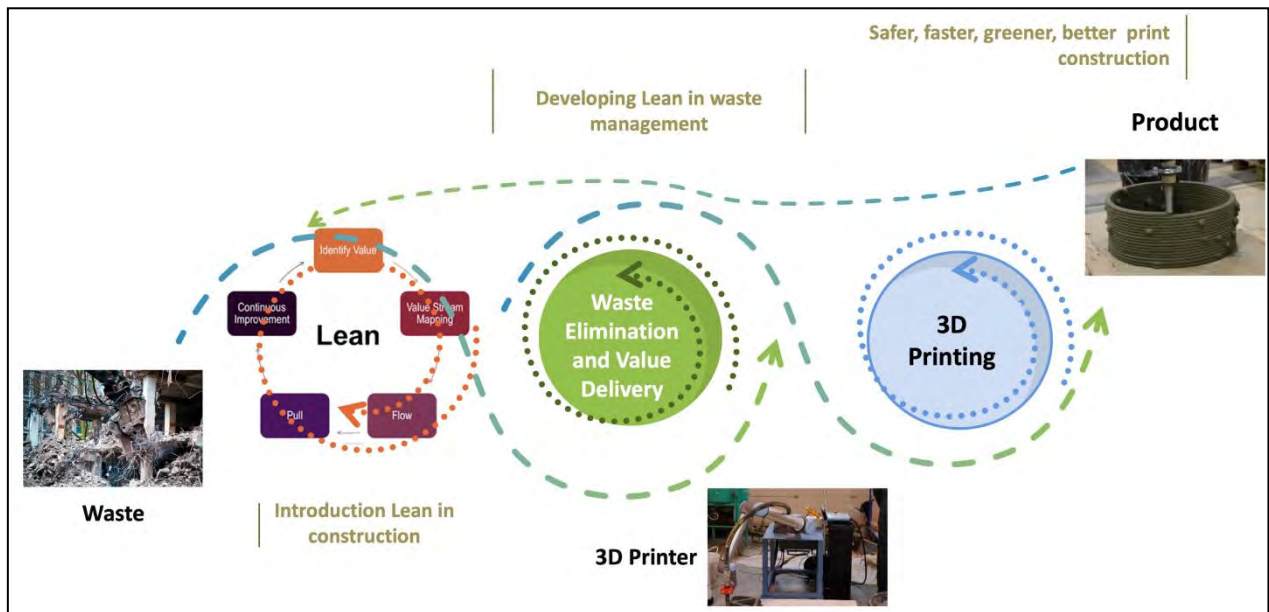 Safer, faster, greener, better print
construction
Developing Lean in waste
management
Product
Identify Value
Continuous
Improvement
Value Stream
Mapping
Lean
Pull
Flow
Waste
Elimination
and Value
Delivery
3D
Printing
Waste
Introduction Lean in
construction
3D Printer